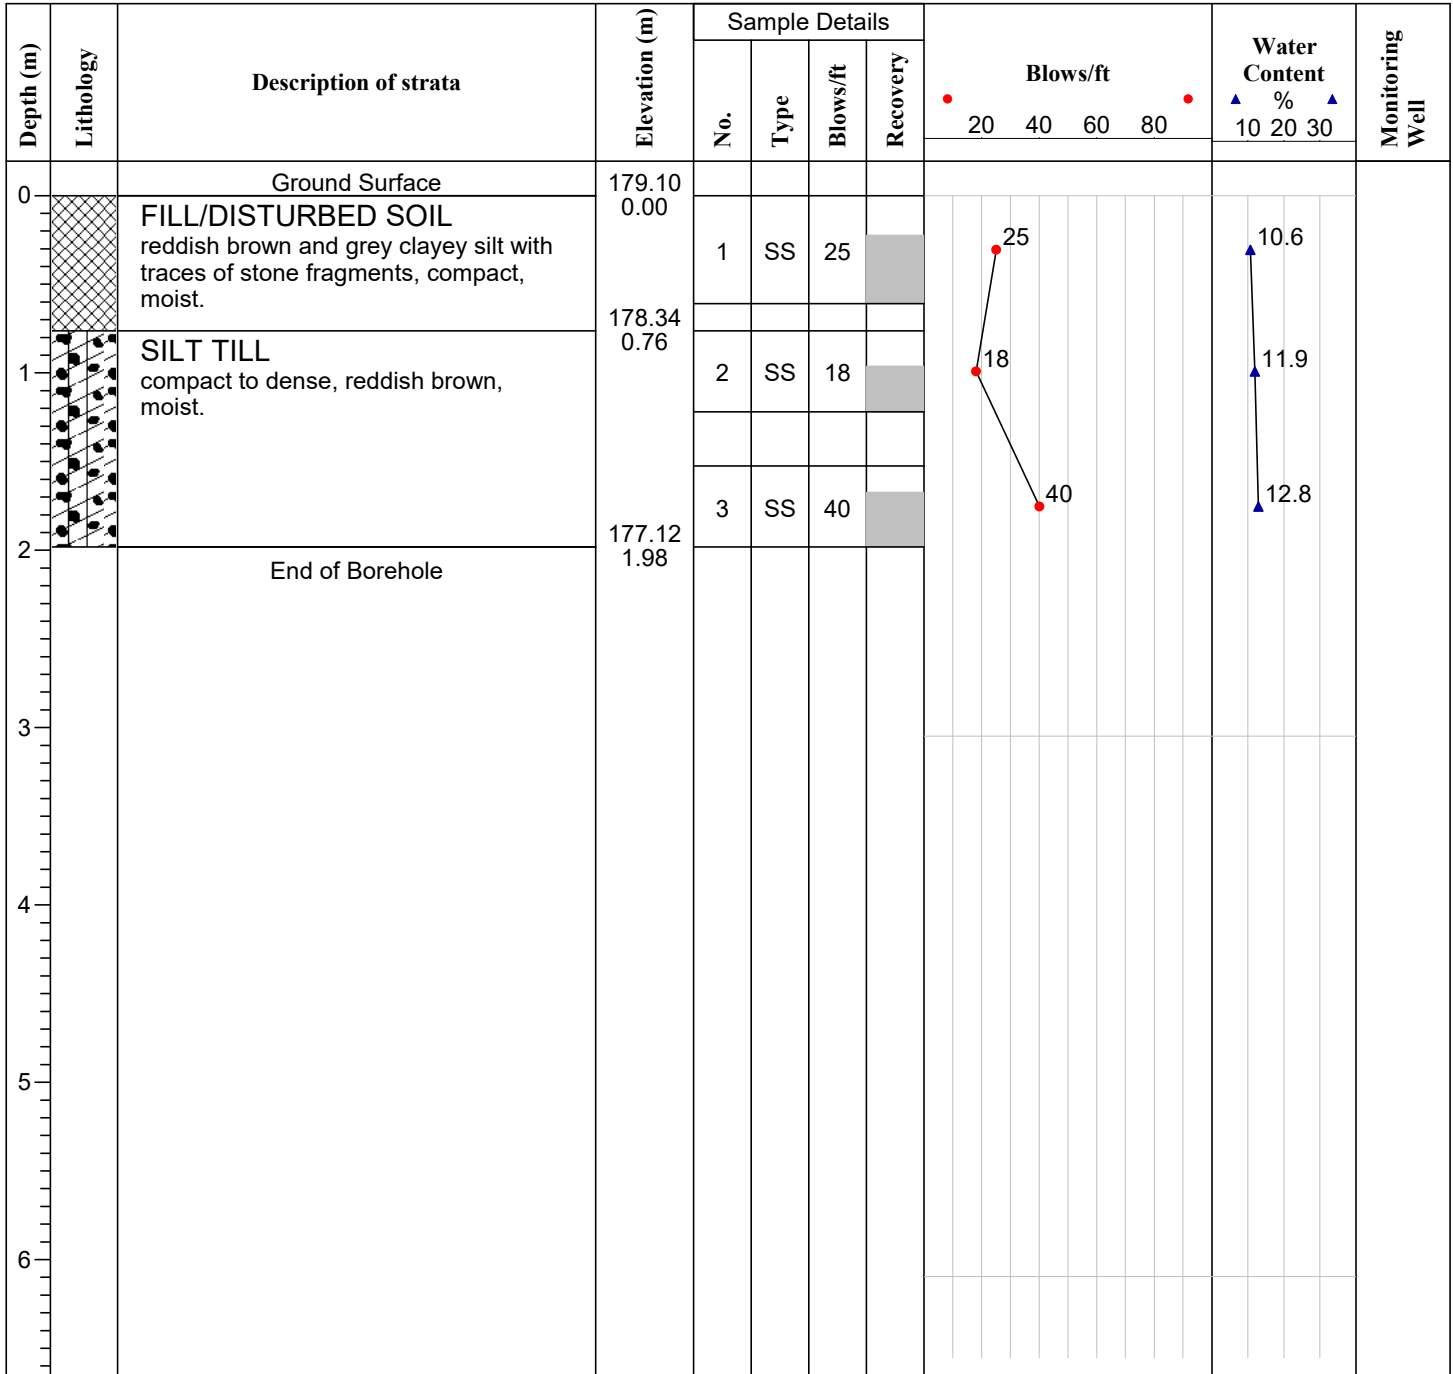 Depth (m)
Lithology
Description of strata
Elevation (m)
Sample Details
No.
Type
Blows/ft
Recovery
Blows/ft
20 40 60 80
Water
Content
%
10 20 30
Monitoring
Well
Ground Surface
179.10
0.00
0
FILL/DISTURBED SOIL
reddish brown and grey clayey silt with
traces of stone fragments, compact,
moist.
1 SS 25
25
10.6
178.34
0.76
SILT TILL
compact to dense, reddish brown,
moist.
1
2 SS 18
18
11.9
3 SS 40
40
12.8
177.12
1.98
2
End of Borehole
3
4
5
6